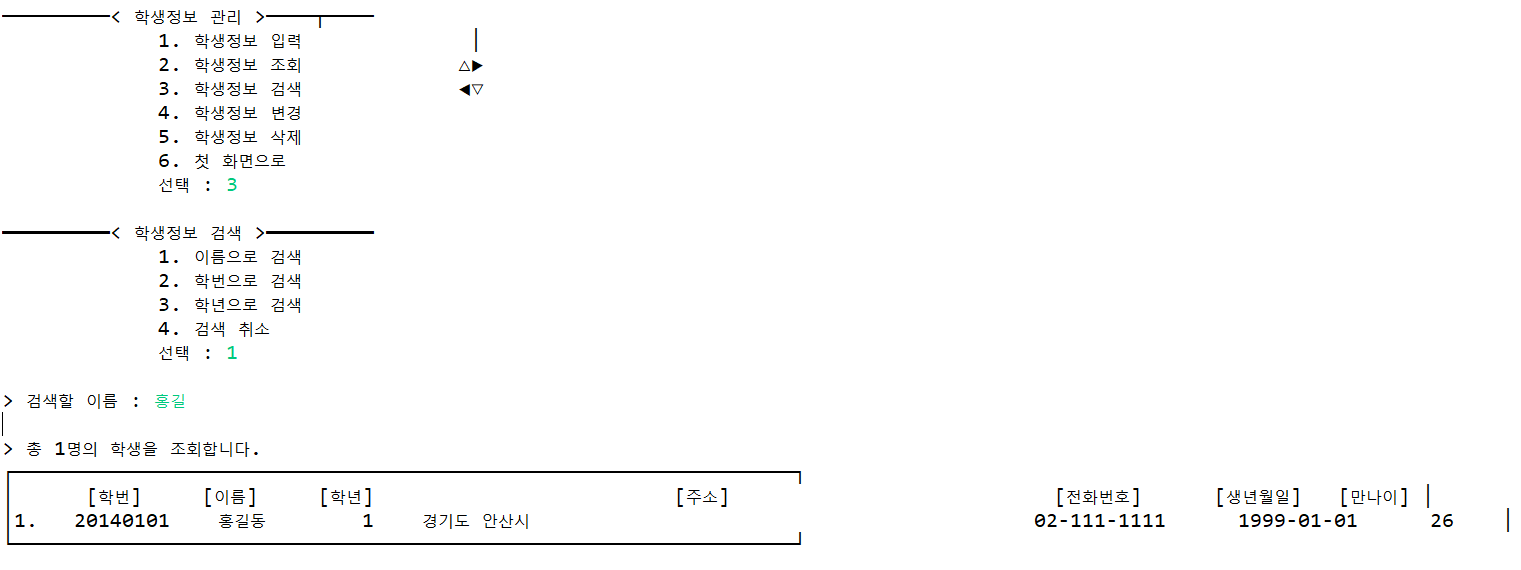 ━━━━━━━━━< 학생정보 관리 >━━━━┯━━━━
1. 학생정보 입력 │
2. 학생정보 조회 △▶
3. 학생정보 검색 ◀▽
4. 학생정보 변경
5. 학생정보 삭제
6. 첫 화면으로
선택 : 3
━━━━━━━━━< 학생정보 검색 >━━━━━━━━━
1. 이름으로 검색
2. 학번으로 검색
3. 학년으로 검색
4. 검색 취소
선택 : 1
> 검색할 이름 : 홍길
> 총 1명의 학생을 조회합니다.
[학번] [이름] [학년] [주소] [전화번호] [생년월일] [만나이] │
1. 20140101 홍길동 1 경기도 안산시 02-111-1111 1999-01-01 26 │